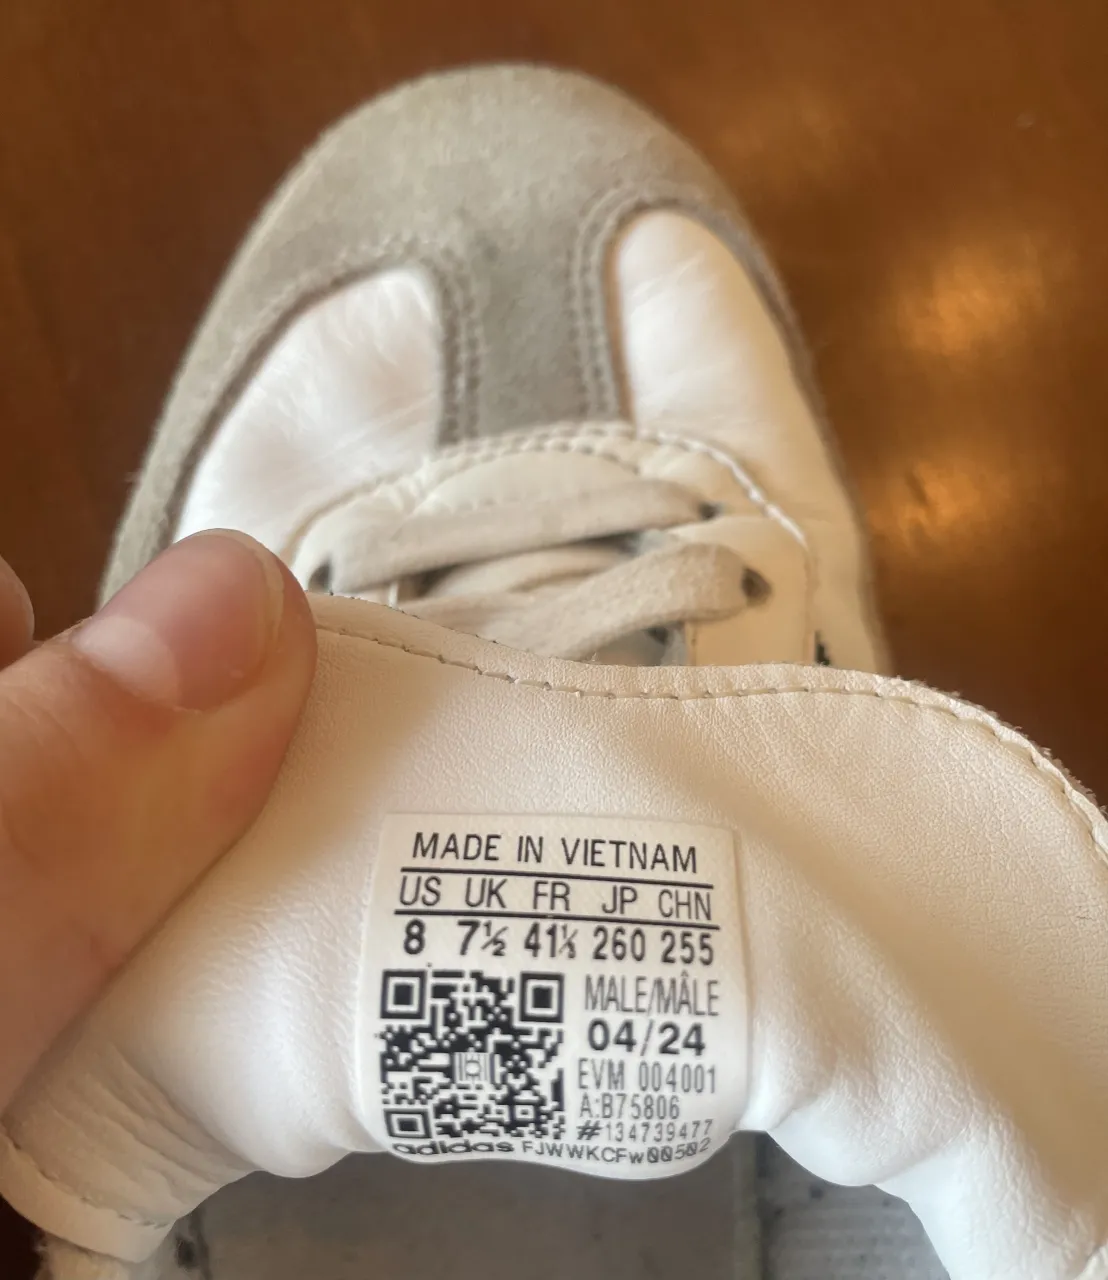 MADE IN VIETNAM
US UK FR JP CHN
8 7½ 41⅓ 260 255
MALE/MÂLE
04/24
EVM 004001
A:B75806
#134739477
adidas FJWWKCFw00502